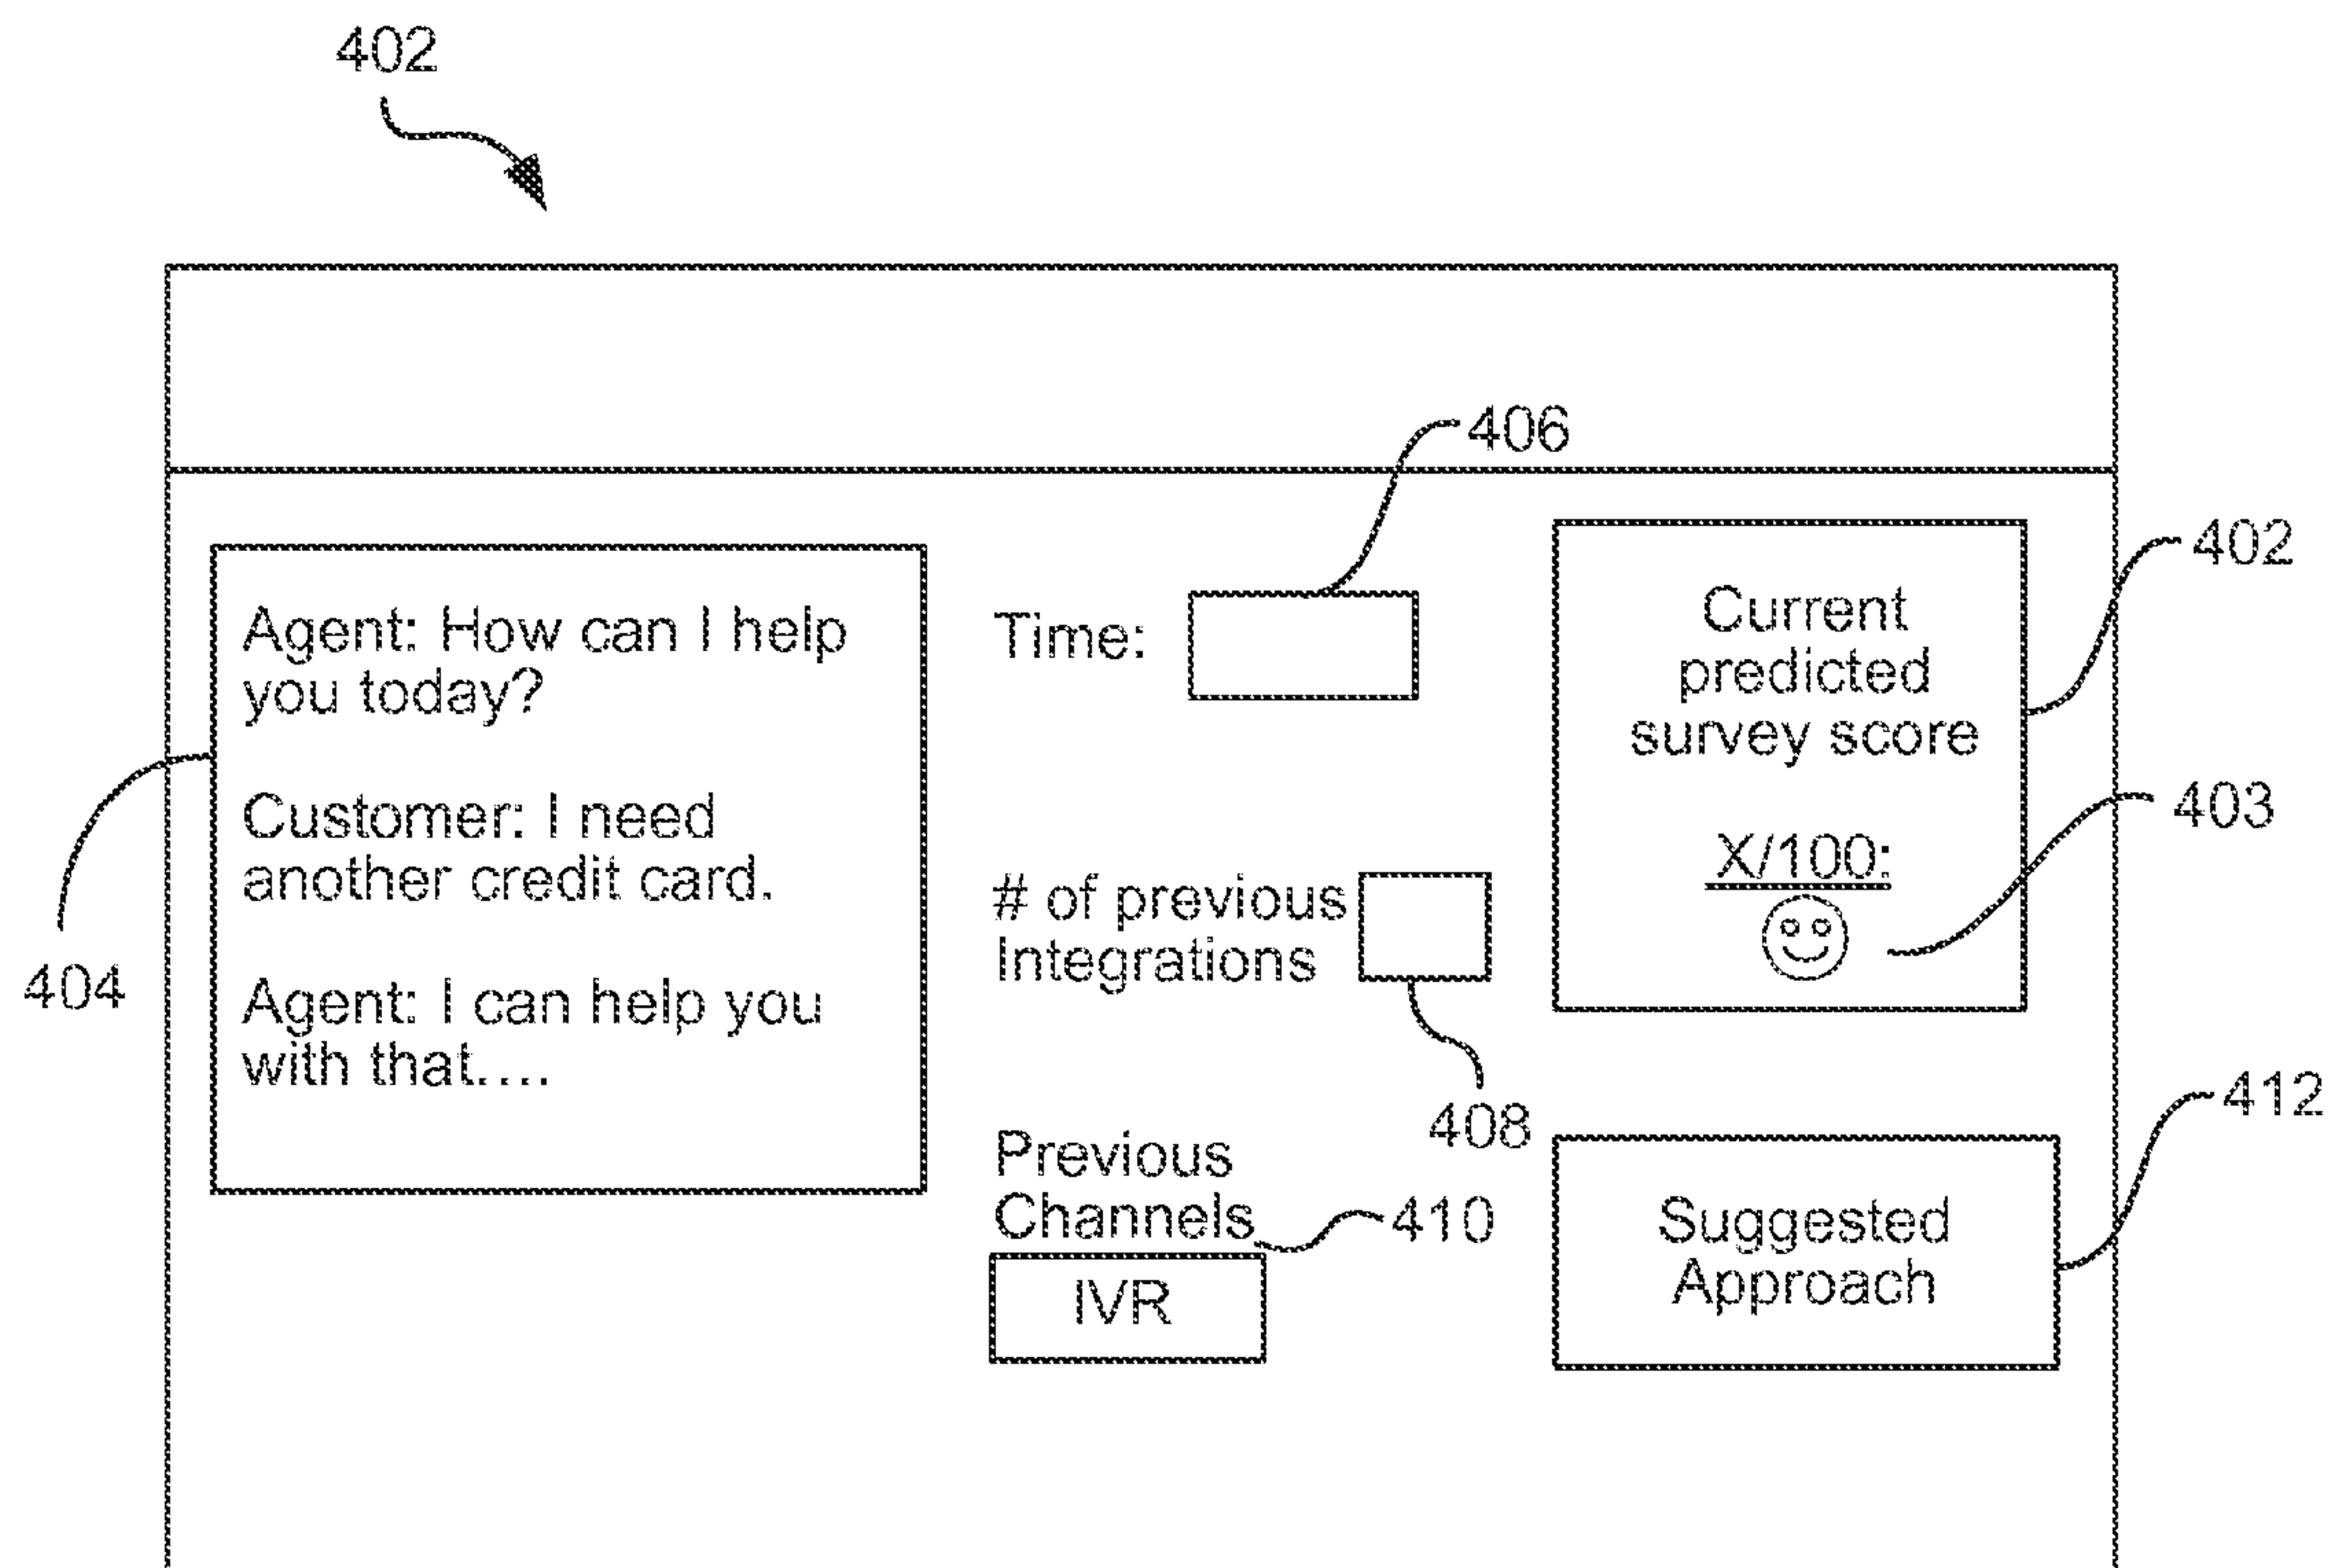 402
406
Agent: How can I help
you today?
Customer: I need
another credit card.
Agent: I can help you
with that....
404
Time:
# of previous
Integrations
408
Previous
Channels
410
IVR
Current
predicted
survey score
X/100:
402
403
Suggested
Approach
412